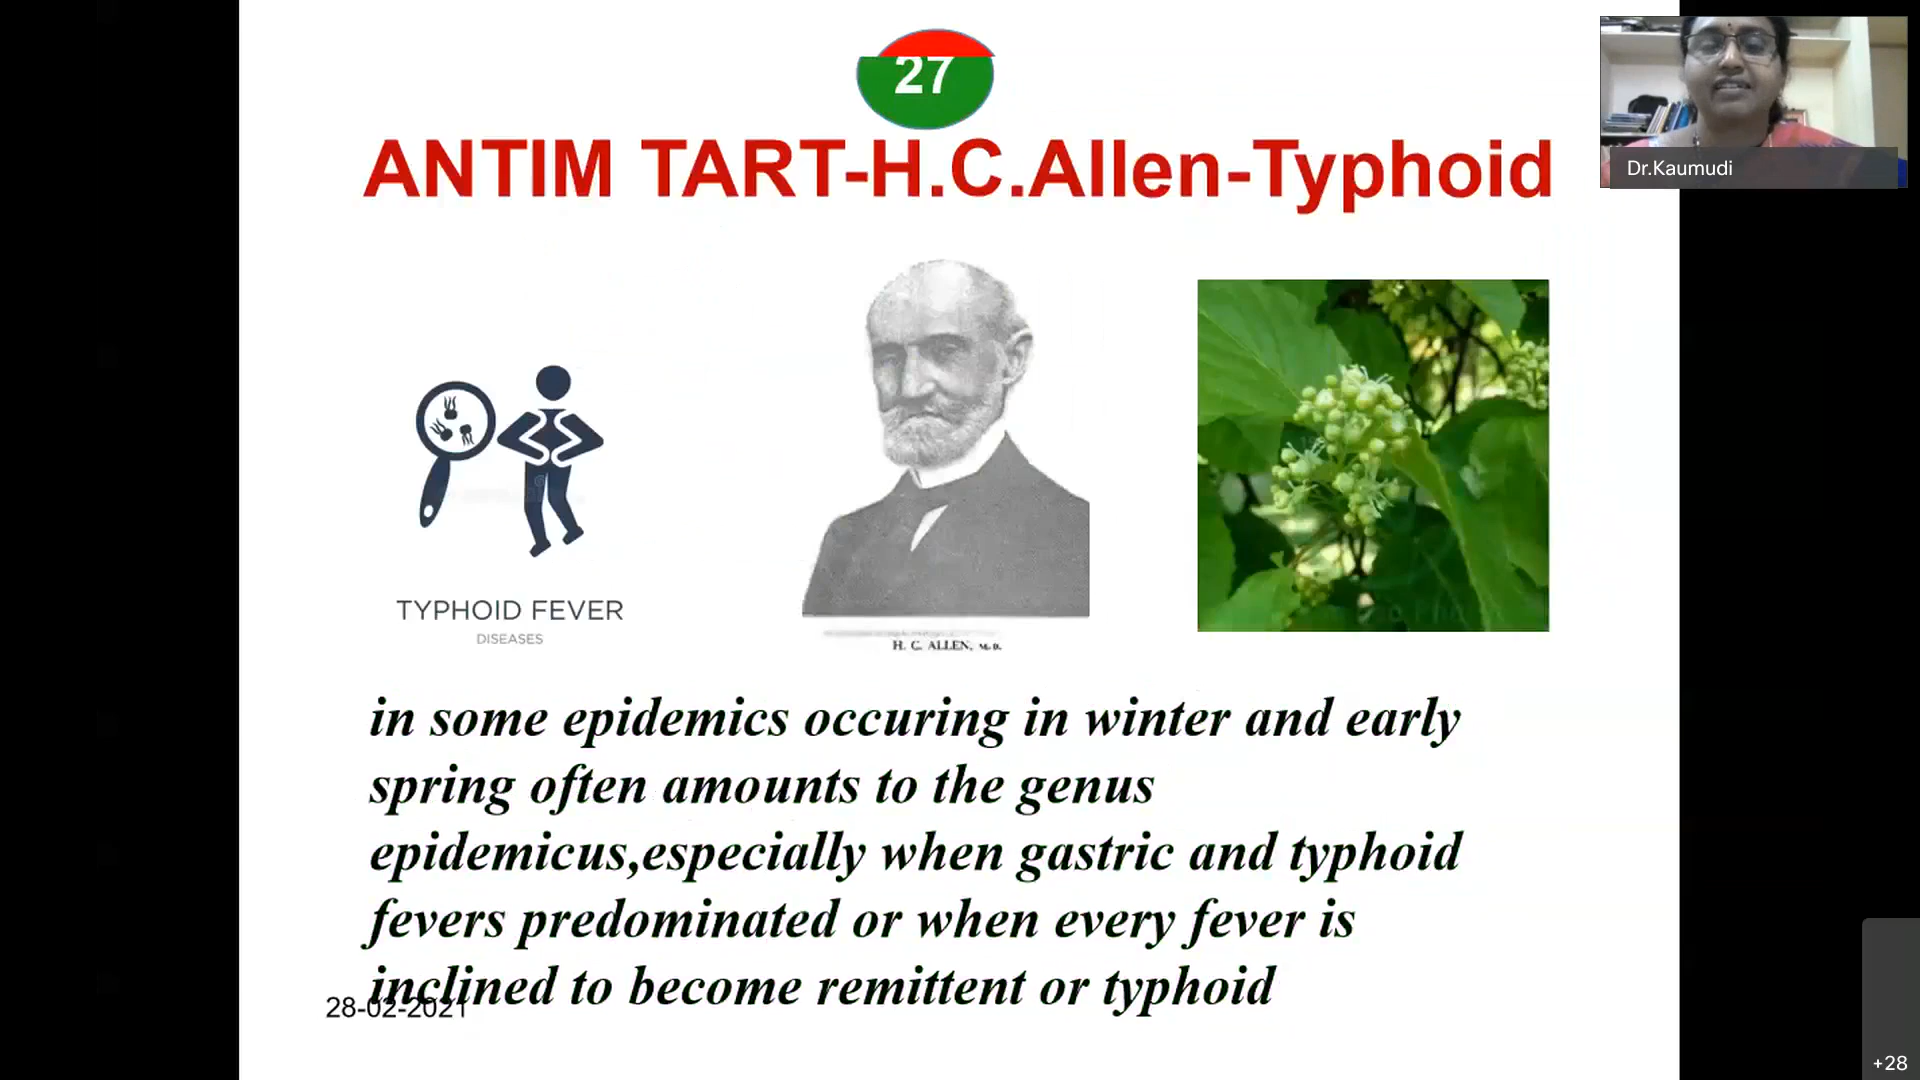 27
Dr.Kaumudi
ANTIM TART-H.C.Allen-Typhoid
TYPHOID FEVER
DISEASES
H. C. ALLEN, M.D.
in some epidemics occuring in winter and early
spring often amounts to the genus
epidemicus,especially when gastric and typhoid
fevers predominated or when every fever is
inclined to become remittent or typhoid
28-02-2021
+28